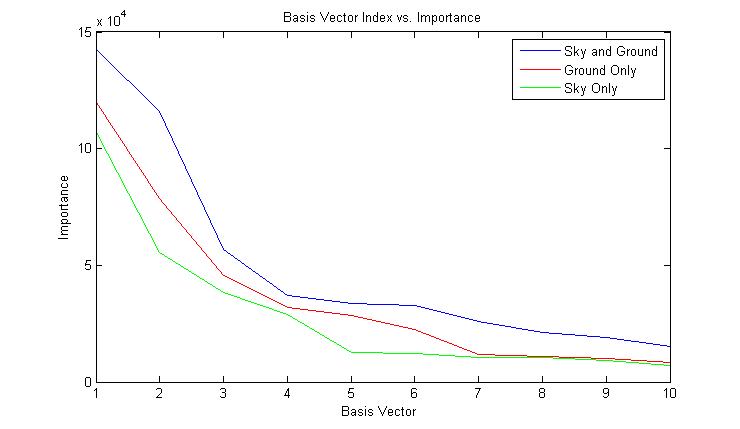 Basis Vector Index vs. Importance
x 10^4
15
10
5
0
Importance
Sky and Ground
Ground Only
Sky Only
1 2 3 4 5 6 7 8 9 10
Basis Vector